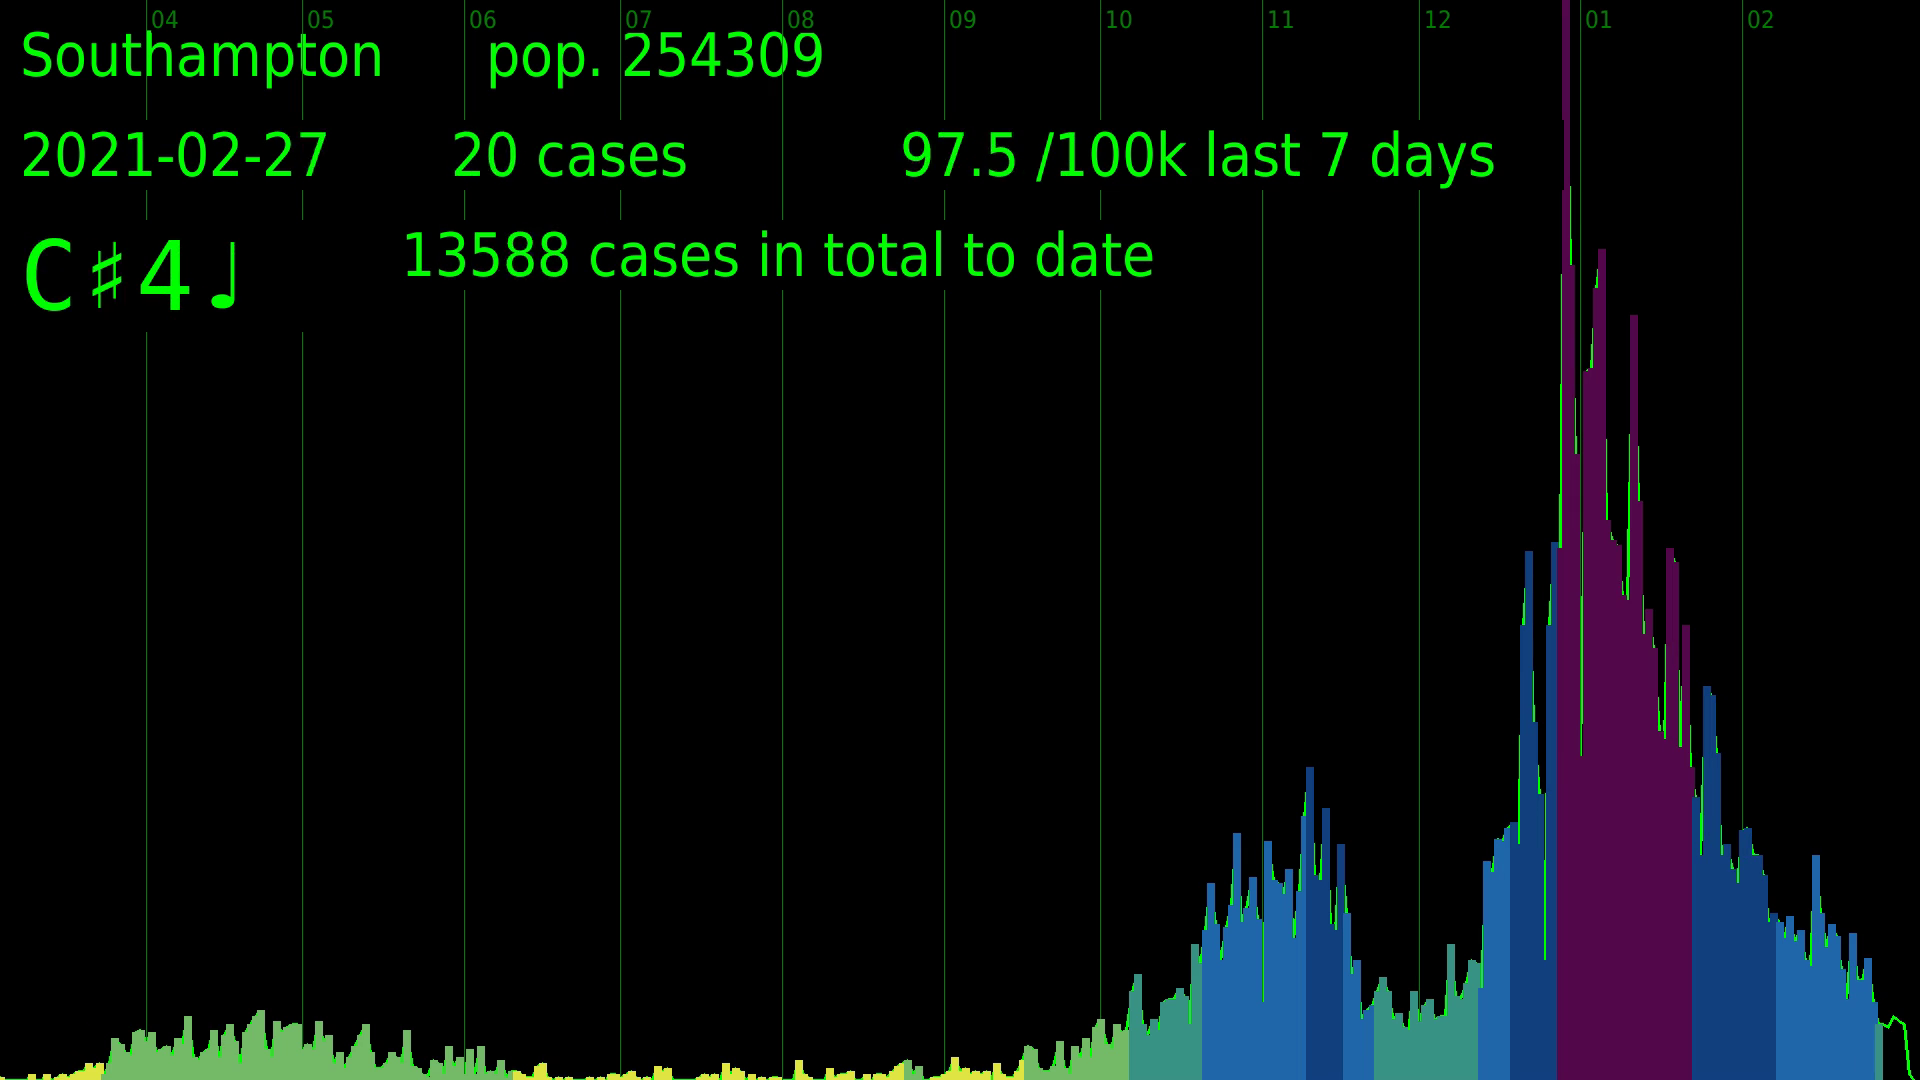 04 05 06 07 08 09 10 11 12 01 02
Southampton pop. 254309
2021-02-27 20 cases 97.5 /100k last 7 days
C♯4♩ 13588 cases in total to date